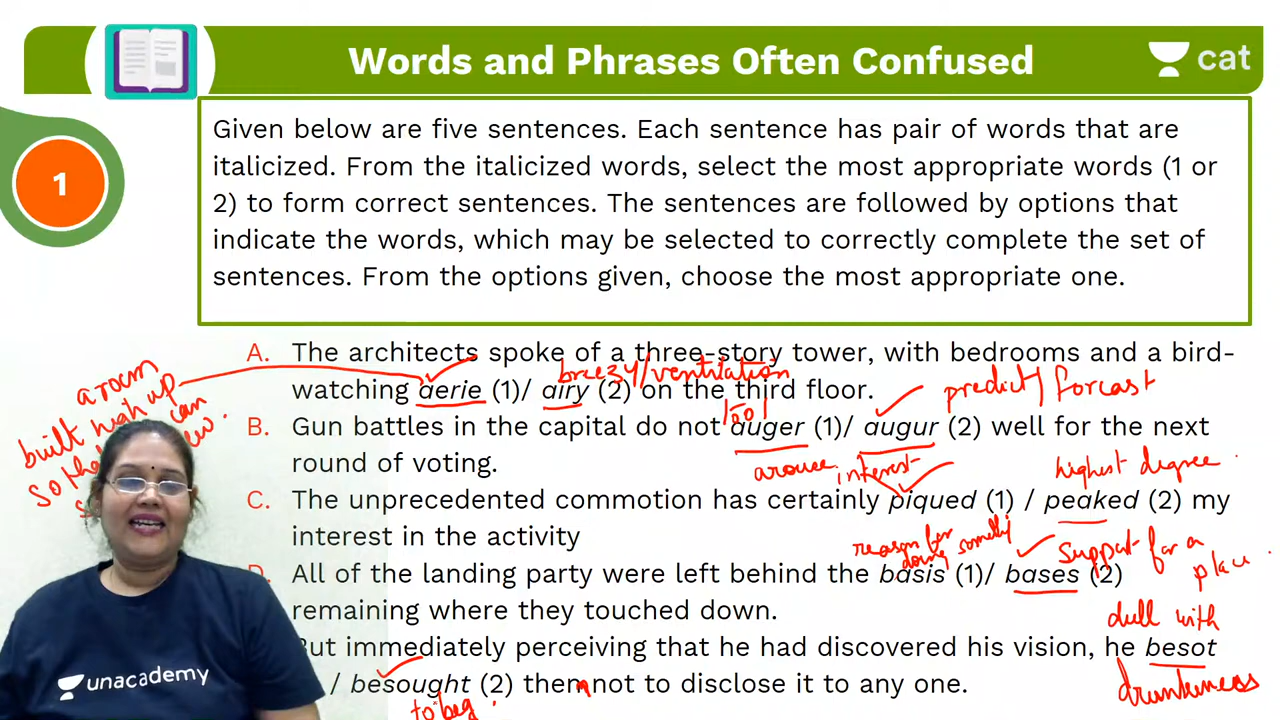 Words and Phrases Often Confused
cat
1
Given below are five sentences. Each sentence has pair of words that are
italicized. From the italicized words, select the most appropriate words (1 or
2) to form correct sentences. The sentences are followed by options that
indicate the words, which may be selected to correctly complete the set of
sentences. From the options given, choose the most appropriate one.
A. The architects spoke of a three-story tower, with bedrooms and a bird-
breezy/ventilation
watching aerie (1)/ airy (2) on the third floor.
a room
built high up
so that can
view
predict/forcast
tool
B. Gun battles in the capital do not auger (1)/ augur (2) well for the next
round of voting.
arouse interest
highest degree
C. The unprecedented commotion has certainly piqued (1) / peaked (2) my
interest in the activity
reason for
doing something
support for a
place
D. All of the landing party were left behind the basis (1)/ bases (2)
remaining where they touched down.
dull with
drunkenness
But immediately perceiving that he had discovered his vision, he besot
/ besought (2) them not to disclose it to any one.
to beg
unacademy